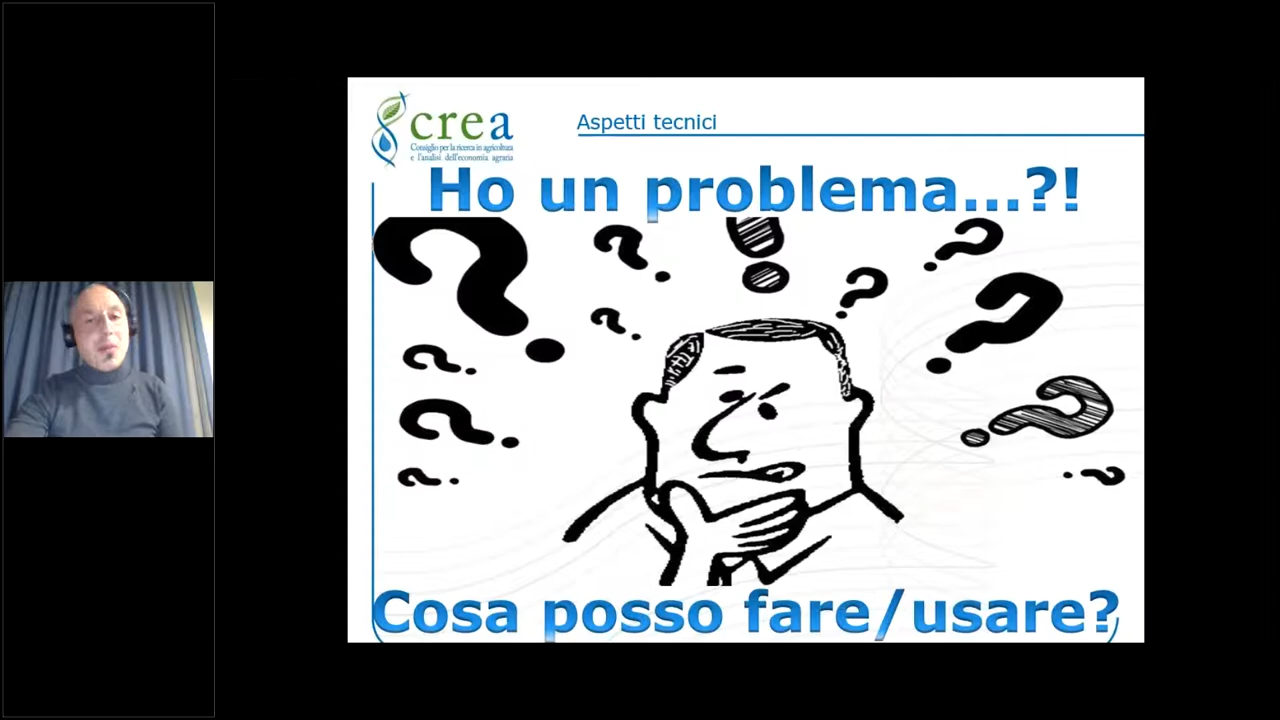 crea
Consiglio per la ricerca in agricoltura
e l'analisi dell'economia agraria
Aspetti tecnici
Ho un problema...?!
Cosa posso fare/usare?